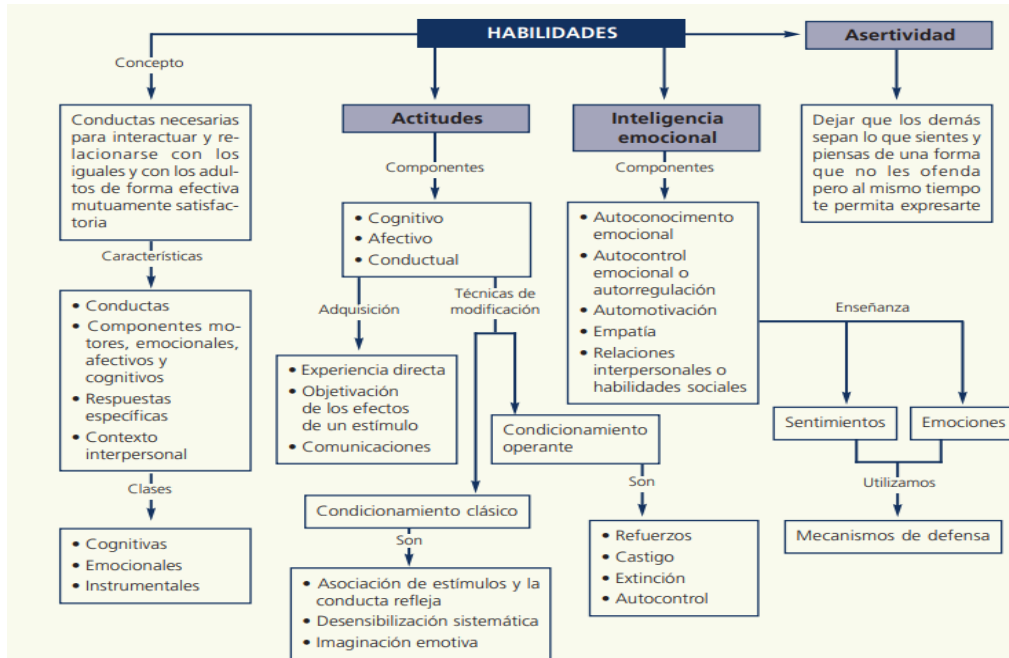 HABILIDADES
Asertividad
Concepto
Conductas necesarias
para interactuar y re-
lacionarse con los
iguales y con los adul-
tos de forma efectiva
mutuamente satisfac-
toria
Características
• Conductas
• Componentes mo-
tores, emocionales,
afectivos y
cognitivos
• Respuestas
específicas
• Contexto
interpersonal
Clases
• Cognitivas
• Emocionales
• Instrumentales
Actitudes
Componentes
• Cognitivo
• Afectivo
• Conductual
Adquisición
• Experiencia directa
• Objetivación
de los efectos
de un estímulo
• Comunicaciones
Técnicas de
modificación
Condicionamiento clásico
Son
• Asociación de estímulos y la
conducta refleja
• Desensibilización sistemática
• Imaginación emotiva
Condicionamiento
operante
Son
• Refuerzos
• Castigo
• Extinción
• Autocontrol
Inteligencia
emocional
Componentes
• Autoconocimiento
emocional
• Autocontrol
emocional o
autorregulación
• Automotivación
• Empatía
• Relaciones
interpersonales o
habilidades sociales
Enseñanza
Sentimientos
Emociones
Utilizamos
Mecanismos de defensa
Dejar que los demás
sepan lo que sientes y
piensas de una forma
que no les ofenda
pero al mismo tiempo
te permita expresarte